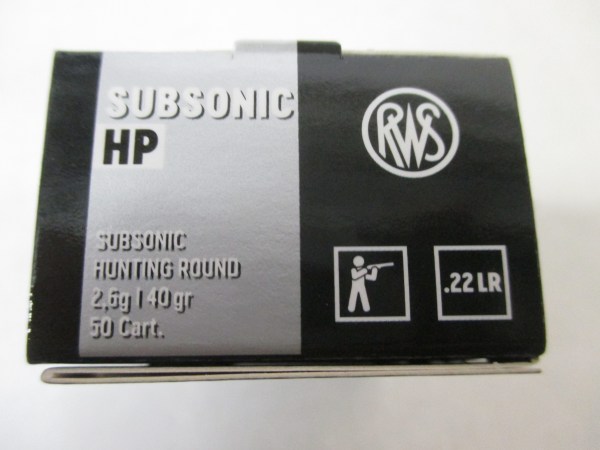 SUBSONIC
HP
SUBSONIC
HUNTING ROUND
2,6g | 40 gr
50 Cart.
RWS
.22 LR